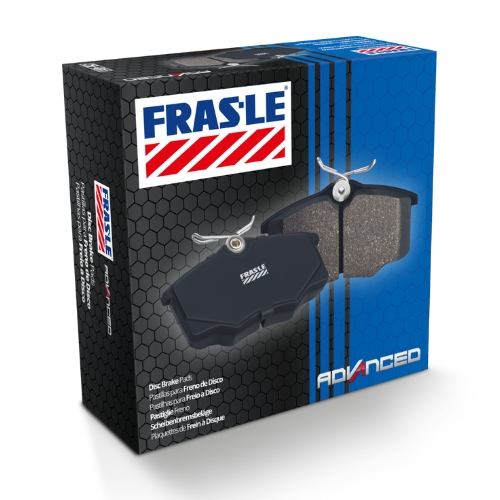 FRAS-LE
FRAS-LE
Disc Brake Pads
Pastillas para Freno de Disco
Pastilhas para Freio a Disco
Pastiglie Freno
Scheibenbremsbeläge
Plaquettes de Frein à Disque
ADVANCED
FRAS-LE
Disc Brake Pads
Pastillas para Freno de Disco
Pastilhas para Freio a Disco
ADVANCED